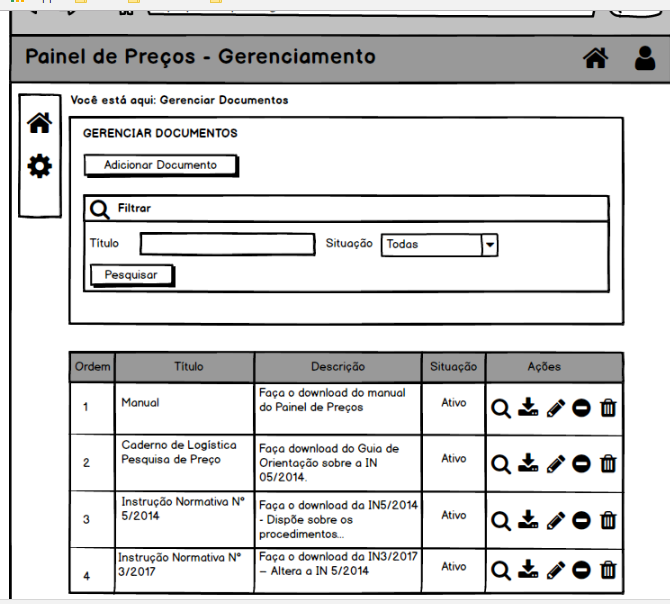 Painel de Preços - Gerenciamento
Você está aqui: Gerenciar Documentos
GERENCIAR DOCUMENTOS
Adicionar Documento
Filtrar
Título
Situação Todas
Pesquisar
Ordem Título Descrição Situação Ações
1 Manual Faça o download do manual
do Painel de Preços Ativo
2 Caderno de Logística
Pesquisa de Preço Faça download do Guia de
Orientação sobre a IN
05/2014. Ativo
3 Instrução Normativa N°
5/2014 Faça o download da IN5/2014
- Dispõe sobre os
procedimentos... Ativo
4 Instrução Normativa N°
3/2017 Faça o download da IN3/2017
– Altera a IN 5/2014 Ativo